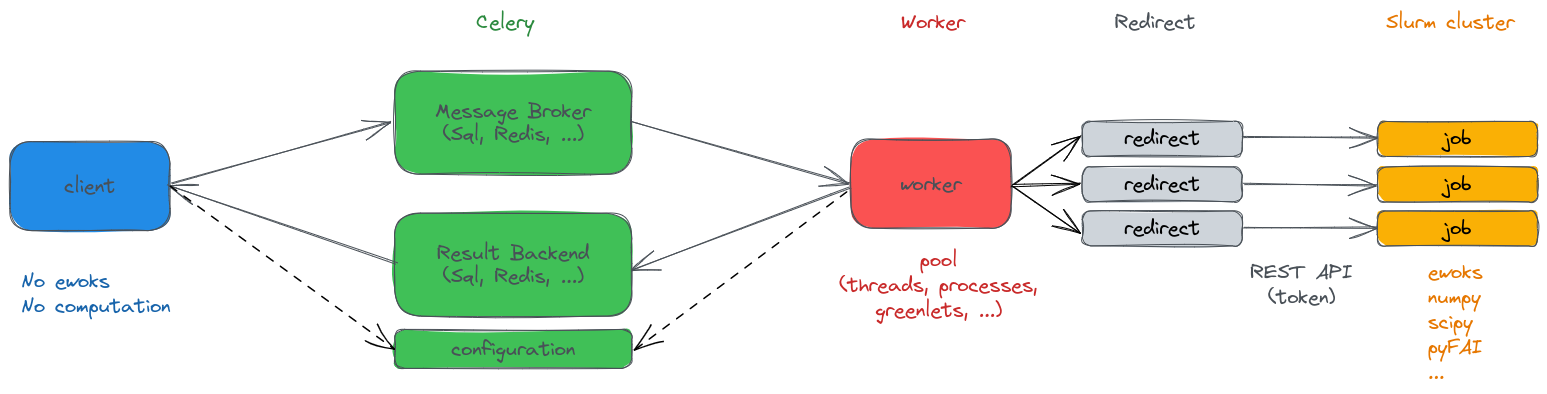 Celery
Worker
Redirect
Slurm cluster
Message Broker
(Sql, Redis, ...)
client
worker
redirect
redirect
redirect
job
job
job
Result Backend
(Sql, Redis, ...)
configuration
No ewoks
No computation
pool
(threads, processes,
greenlets, ...)
REST API
(token)
ewoks
numpy
scipy
pyFAI
...